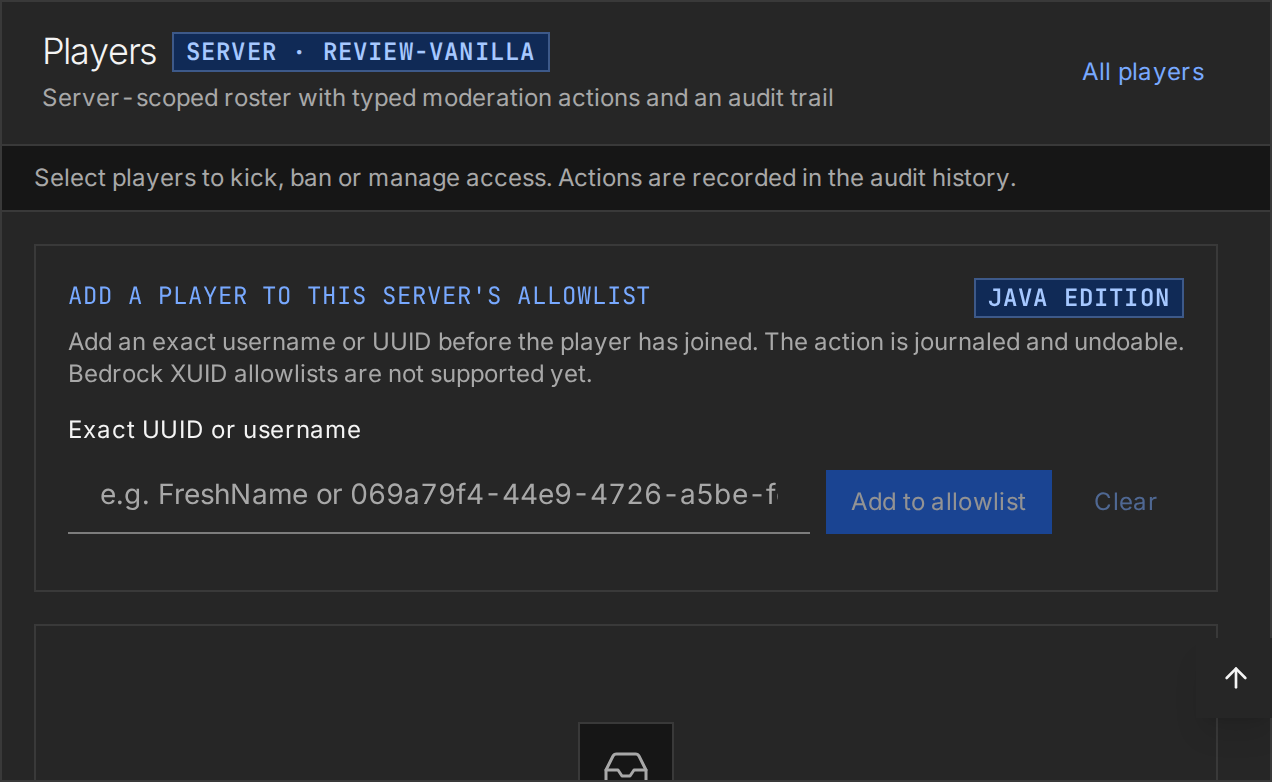 Players SERVER · REVIEW-VANILLA
All players
Server-scoped roster with typed moderation actions and an audit trail
Select players to kick, ban or manage access. Actions are recorded in the audit history.
ADD A PLAYER TO THIS SERVER'S ALLOWLIST
JAVA EDITION
Add an exact username or UUID before the player has joined. The action is journaled and undoable.
Bedrock XUID allowlists are not supported yet.
Exact UUID or username
e.g. FreshName or 069a79f4-44e9-4726-a5be-f
Add to allowlist
Clear